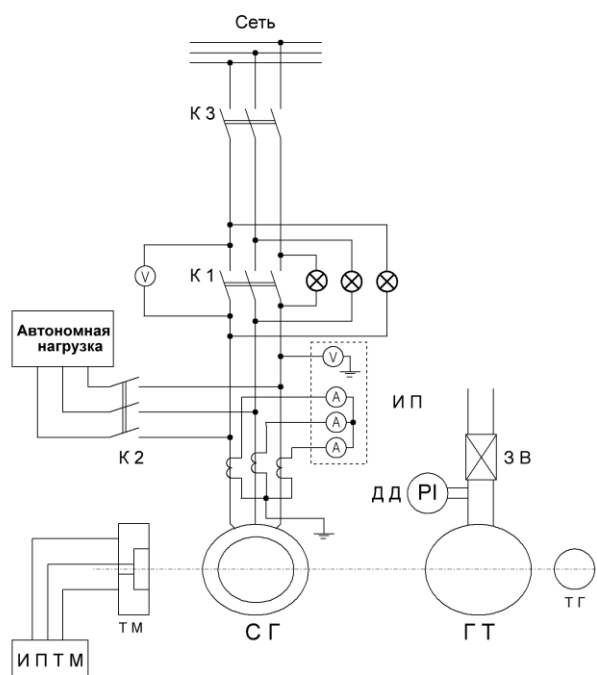 Сеть
К 3
V
К 1
Автономная
нагрузка
V
А
И П
А
А
К 2
З В
Д Д
PI
Т М
С Г
Г Т
Т Г
И П Т М